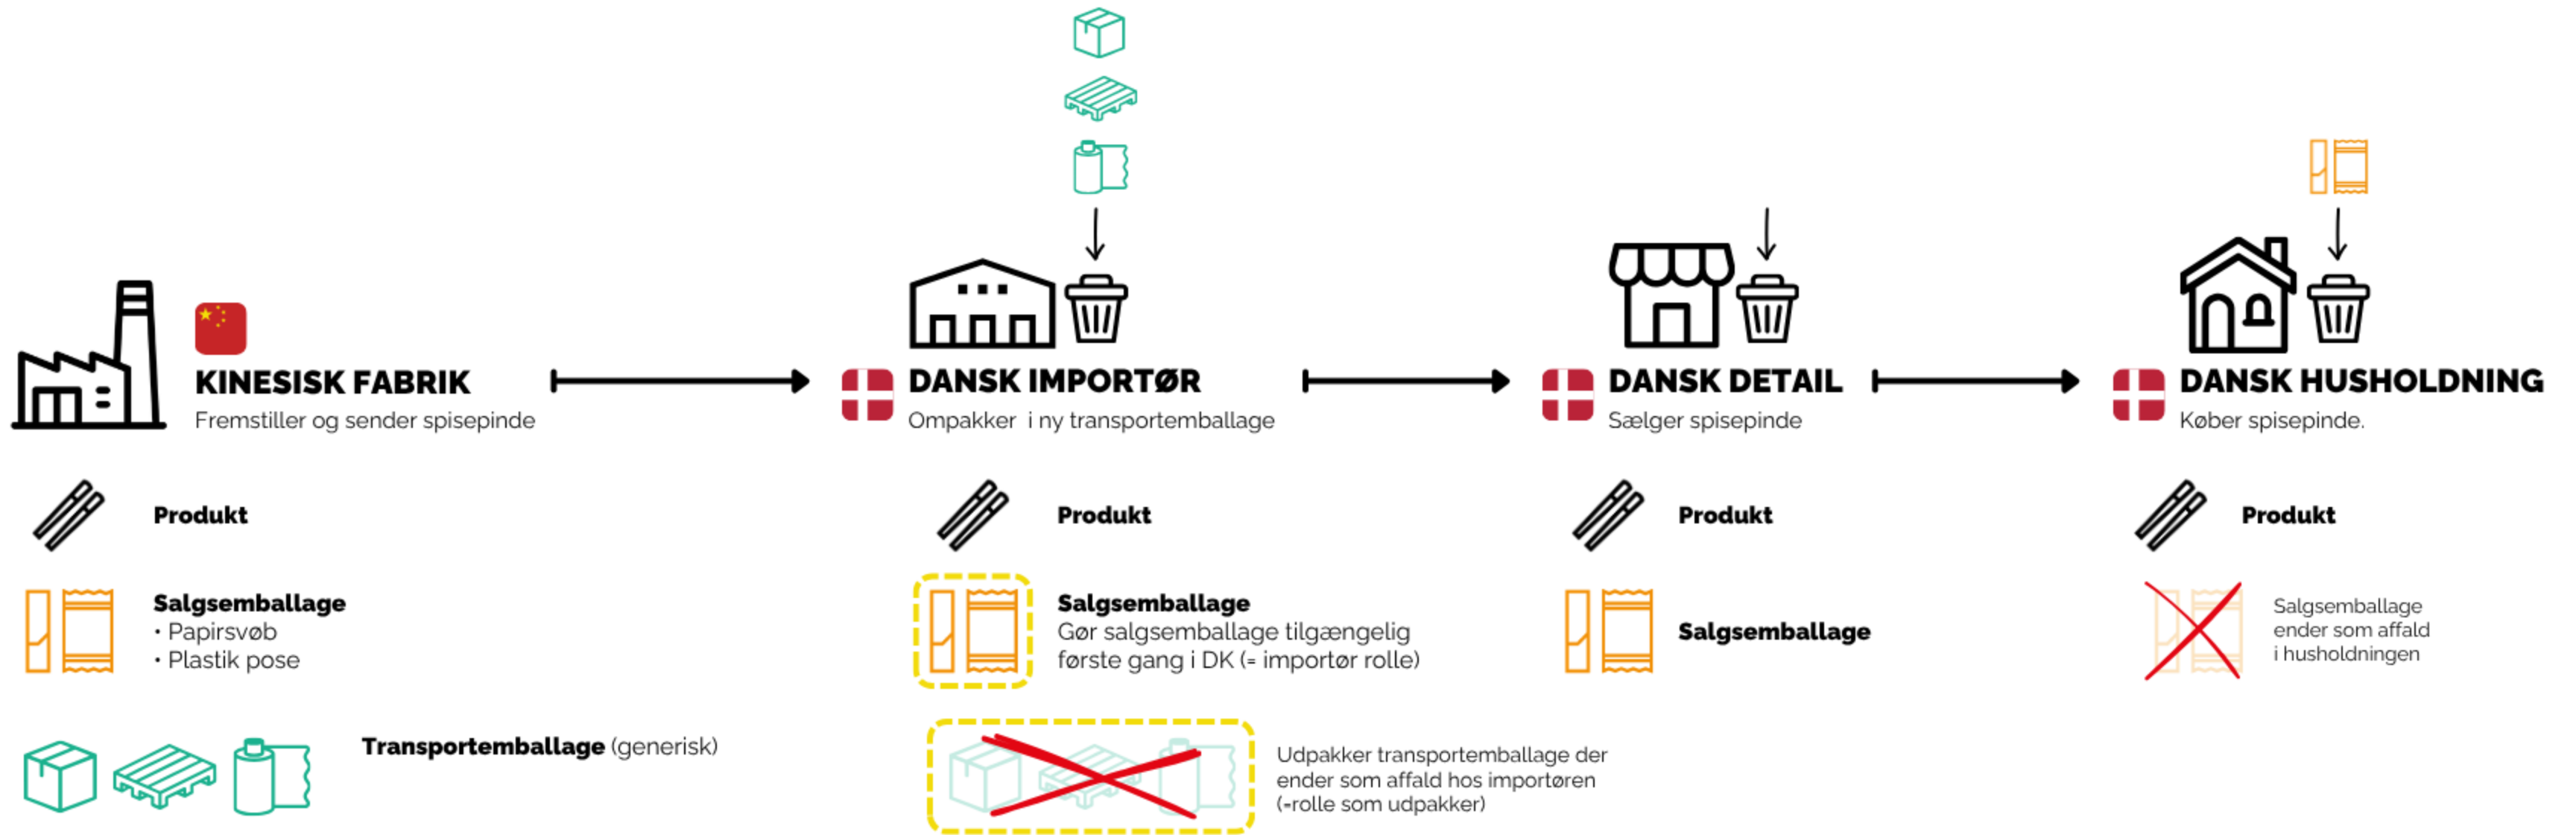 KINESISK FABRIK
Fremstiller og sender spisepinde
DANSK IMPORTØR
Ompakker i ny transportemballage
DANSK DETAIL
Sælger spisepinde
DANSK HUSHOLDNING
Køber spisepinde.
Produkt
Produkt
Produkt
Produkt
Salgsemballage
• Papirsvøb
• Plastik pose
Salgsemballage
Gør salgsemballage tilgængelig
første gang i DK (= importør rolle)
Salgsemballage
Salgsemballage
ender som affald
i husholdningen
Transportemballage (generisk)
Udpakker transportemballage der
ender som affald hos importøren
(=rolle som udpakker)